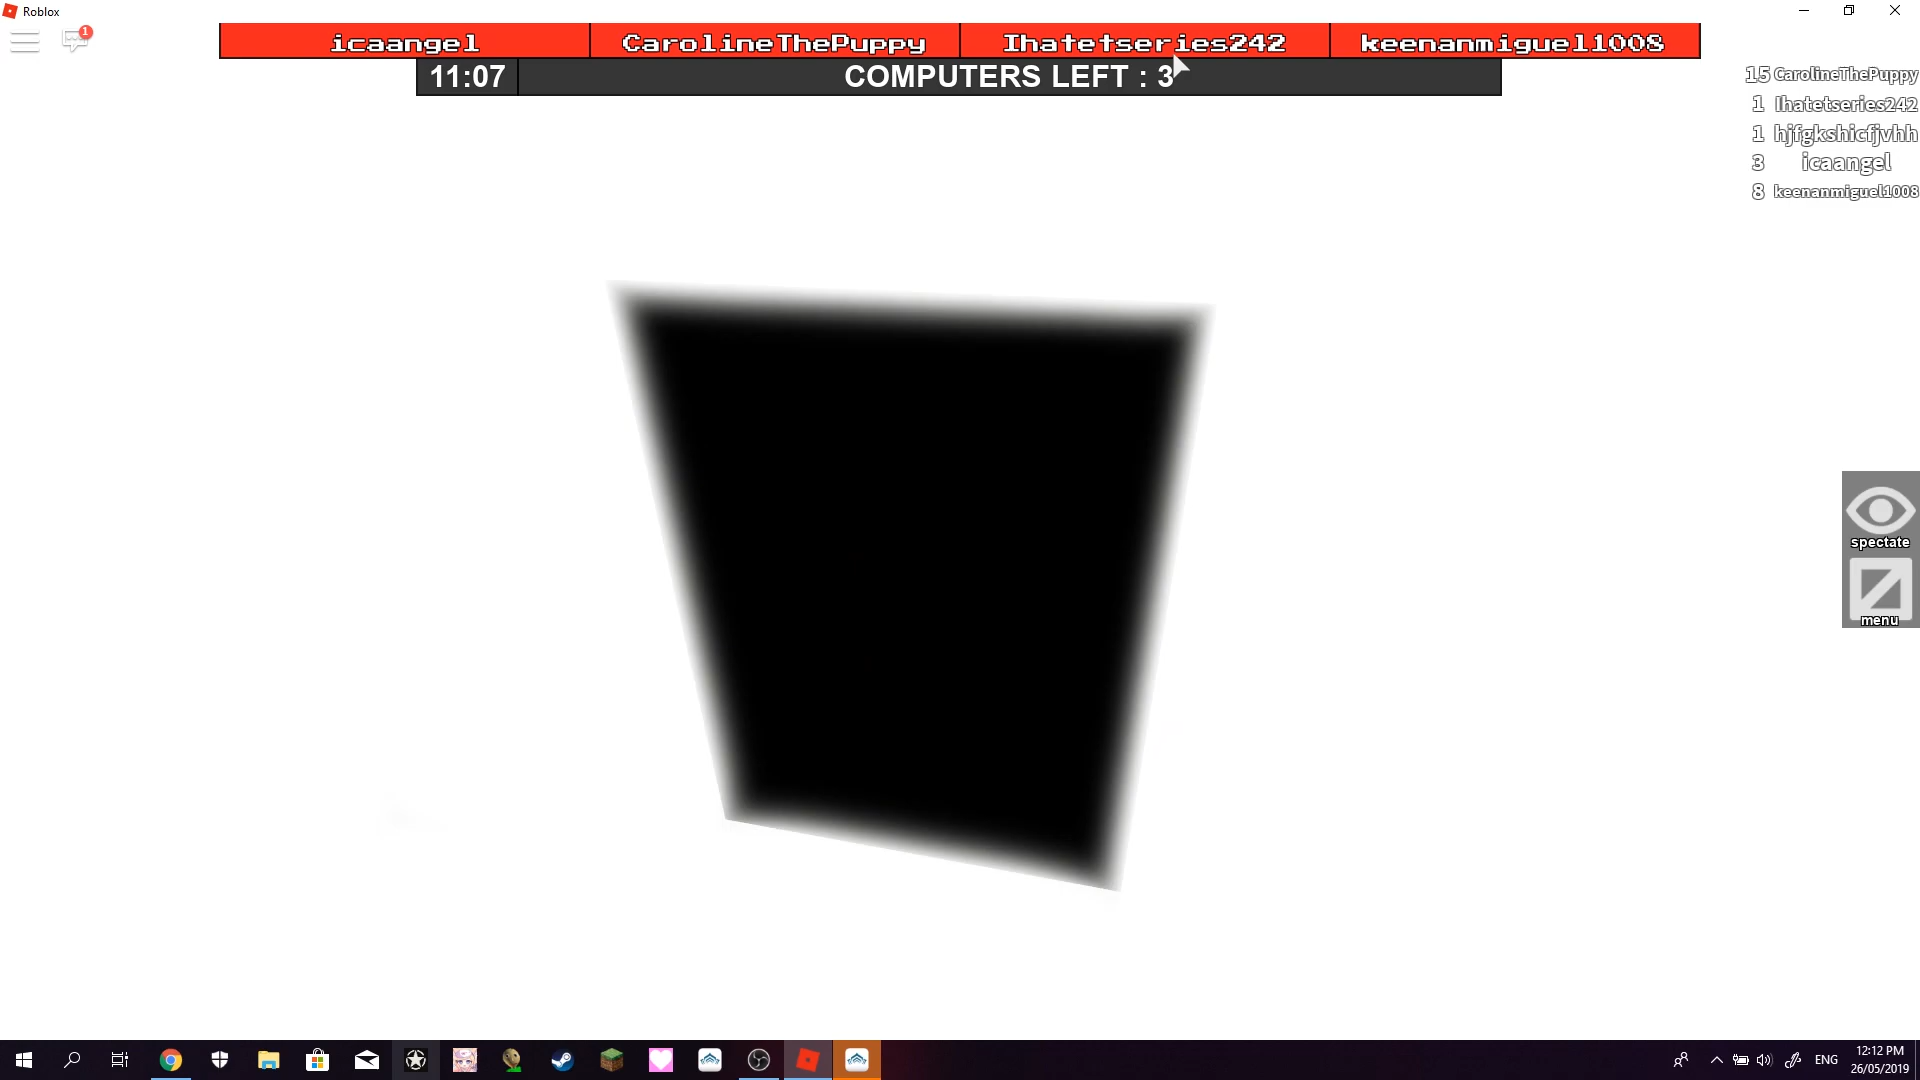 Roblox
1
icaangel CarolineThePuppy Ihatetseries242 keenanmiguel1008
11:07 COMPUTERS LEFT : 3
15 CarolineThePuppy
1 Ihatetseries242
1 hjfgkshicfjvhh
3 icaangel
8 keenanmiguel1008
spectate
menu
ENG
12:12 PM
26/05/2019